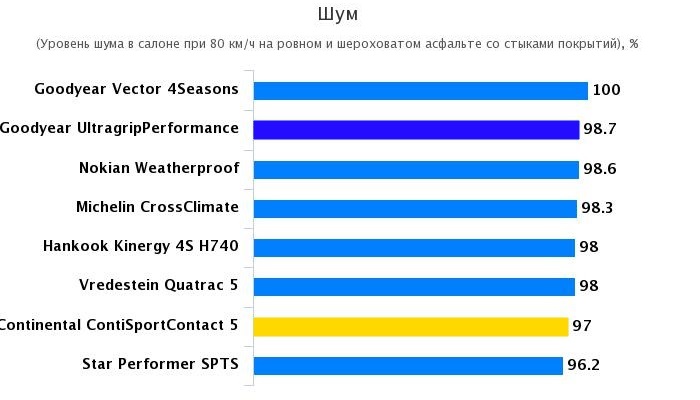 Шум
(Уровень шума в салоне при 80 км/ч на ровном и шероховатом асфальте со стыками покрытий), %
Goodyear Vector 4Seasons 100
Goodyear UltragripPerformance 98.7
Nokian Weatherproof 98.6
Michelin CrossClimate 98.3
Hankook Kinergy 4S H740 98
Vredestein Quatrac 5 98
Continental ContiSportContact 5 97
Star Performer SPTS 96.2